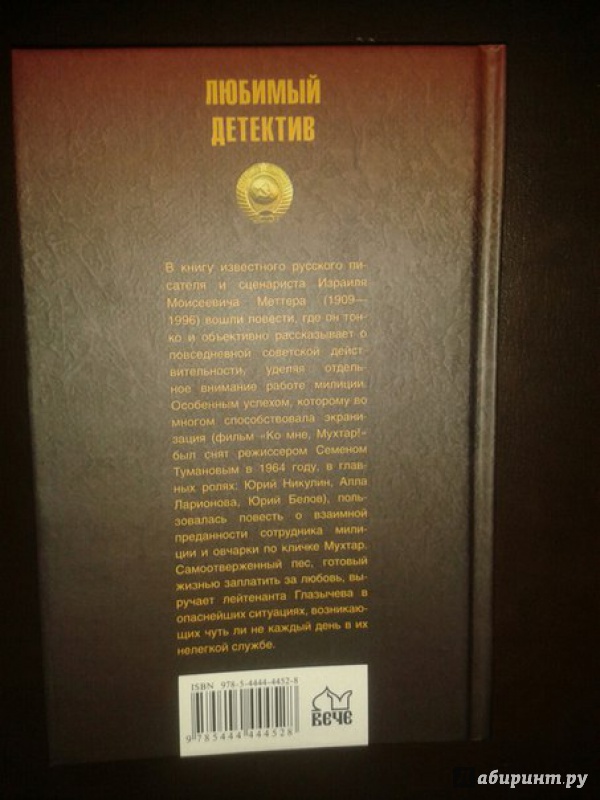 ЛЮБИМЫЙ
ДЕТЕКТИВ
В книгу известного русского пи-
сателя и сценариста Израиля
Моисеевича Меттера (1909—
1996) вошли повести, где он тон-
ко и объективно рассказывает о
повседневной советской дейст
вительности, уделяя отдель-
ное внимание работе милиции.
Особенным успехом, которому во
многом способствовала экрани-
зация (фильм «Ко мне, Мухтар!»
был снят режиссером Семеном
Тумановым в 1964 году, в глав-
ных ролях: Юрий Никулин, Алла
Ларионова, Юрий Белов), поль-
зовалась повесть о взаимной
преданности сотрудника мили-
ции и овчарки по кличке Мухтар.
Самоотверженный пес, готовый
жизнью заплатить за любовь, вы-
ручает лейтенанта Глазычева в
опаснейших ситуациях, возникаю-
щих чуть ли не каждый день в их
нелегкой службе.
ISBN 978-5-4444-4452-8
9 785444 444528
ВЕЧЕ
абиринт.ру